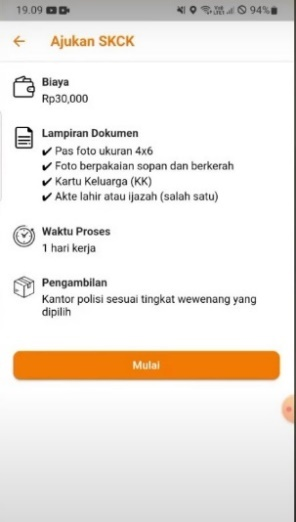 19.09
94%
Ajukan SKCK
Biaya
Rp30,000
Lampiran Dokumen
✔ Pas foto ukuran 4x6
✔ Foto berpakaian sopan dan berkerah
✔ Kartu Keluarga (KK)
✔ Akte lahir atau ijazah (salah satu)
Waktu Proses
1 hari kerja
Pengambilan
Kantor polisi sesuai tingkat wewenang yang
dipilih
Mulai